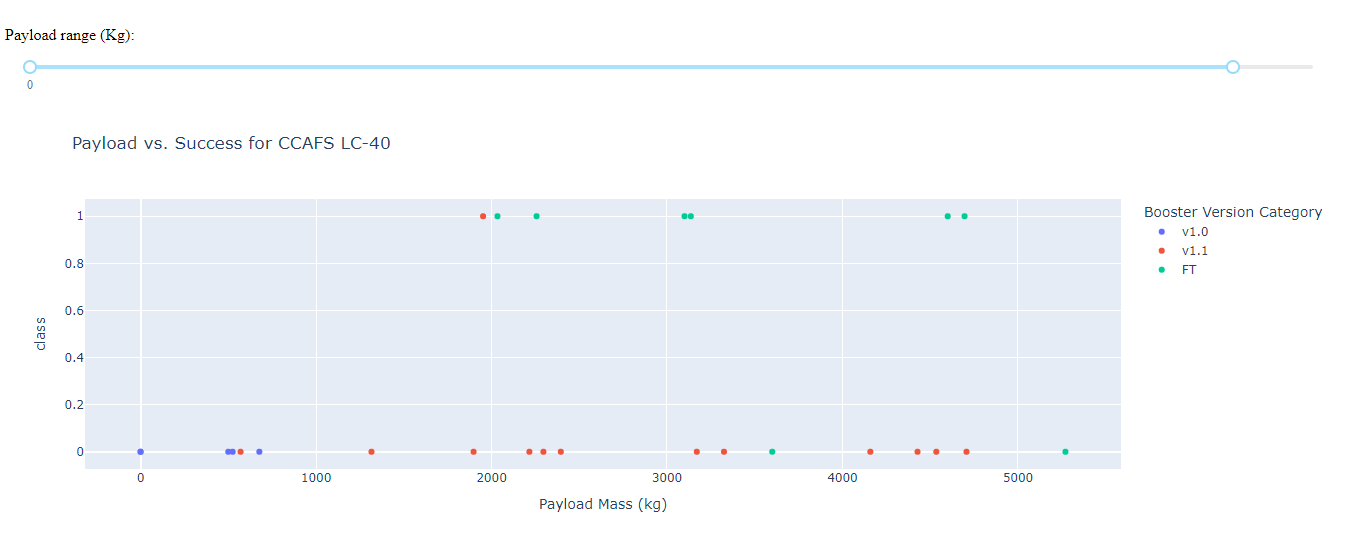 Payload range (Kg):
0
Payload vs. Success for CCAFS LC-40
Booster Version Category
v1.0
v1.1
FT
class
1
0.8
0.6
0.4
0.2
0
0 1000 2000 3000 4000 5000
Payload Mass (kg)